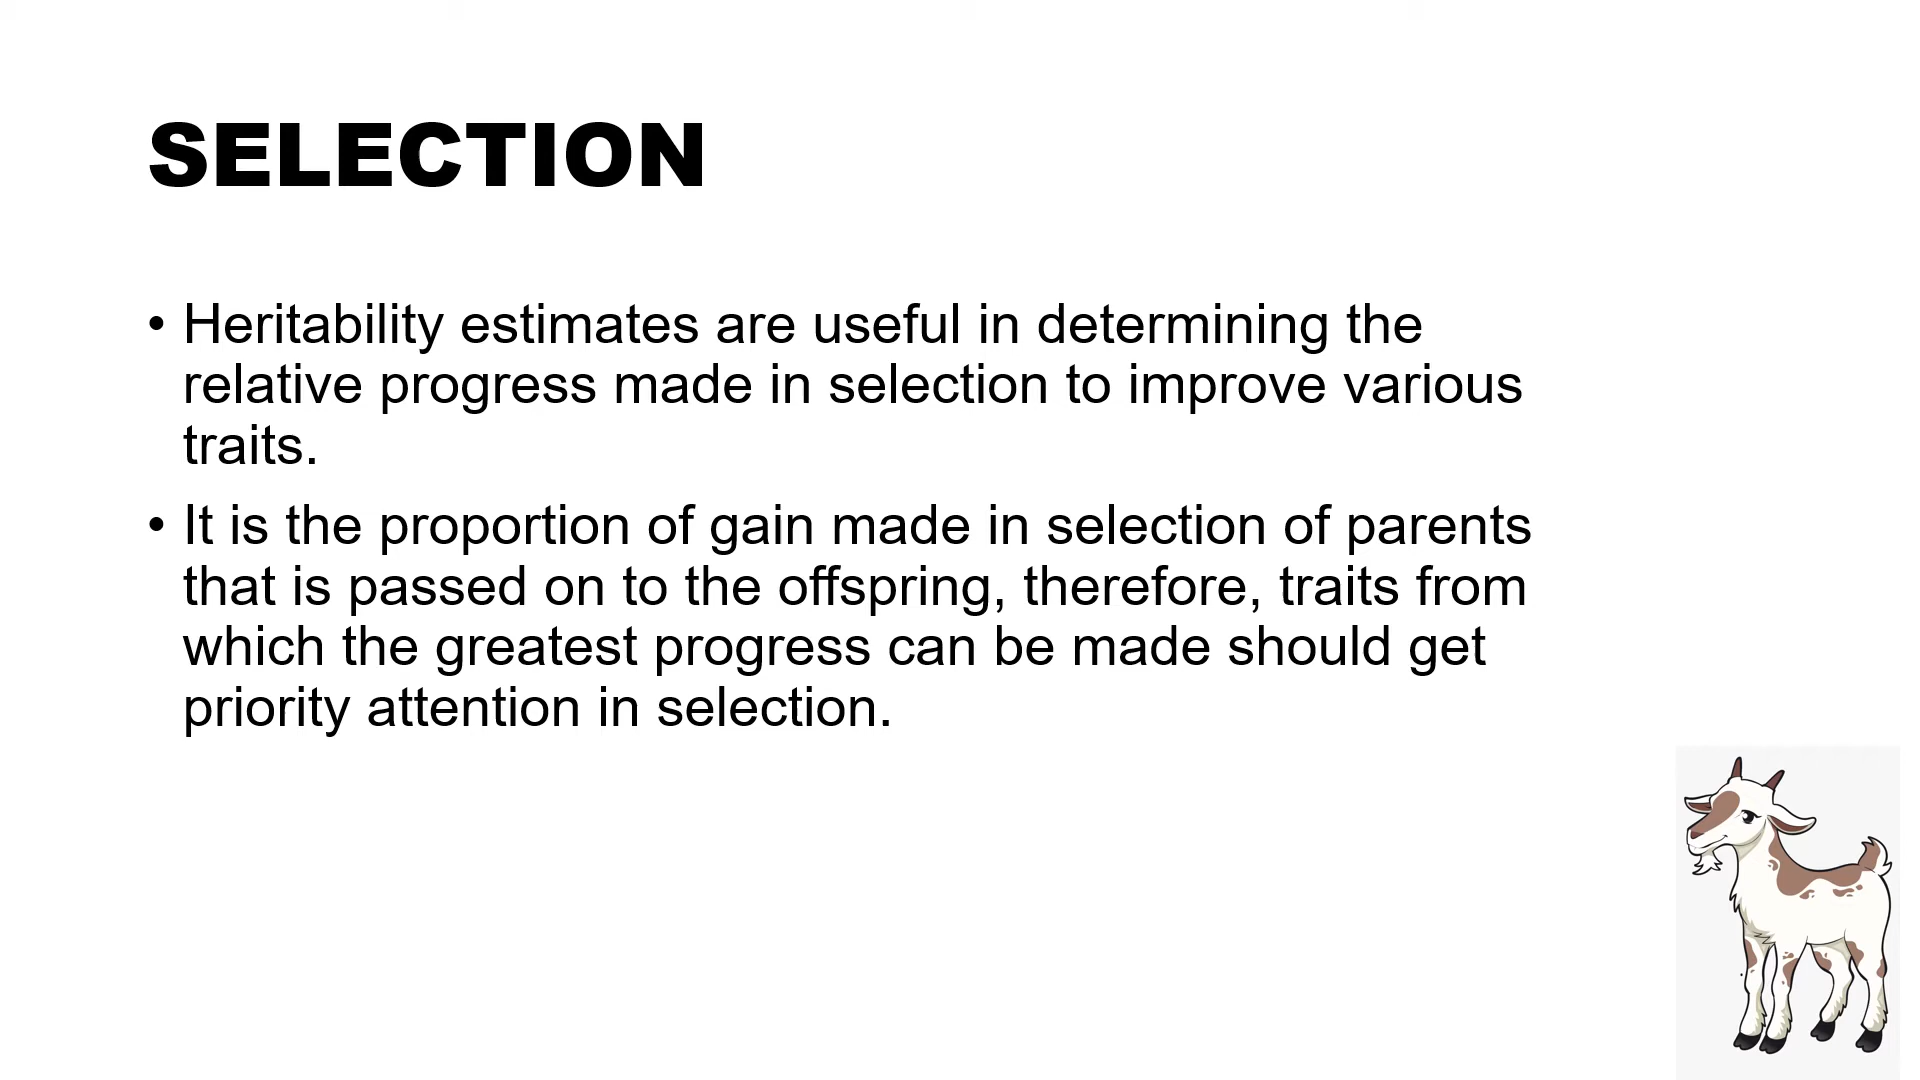 SELECTION
• Heritability estimates are useful in determining the
relative progress made in selection to improve various
traits.
• It is the proportion of gain made in selection of parents
that is passed on to the offspring, therefore, traits from
which the greatest progress can be made should get
priority attention in selection.